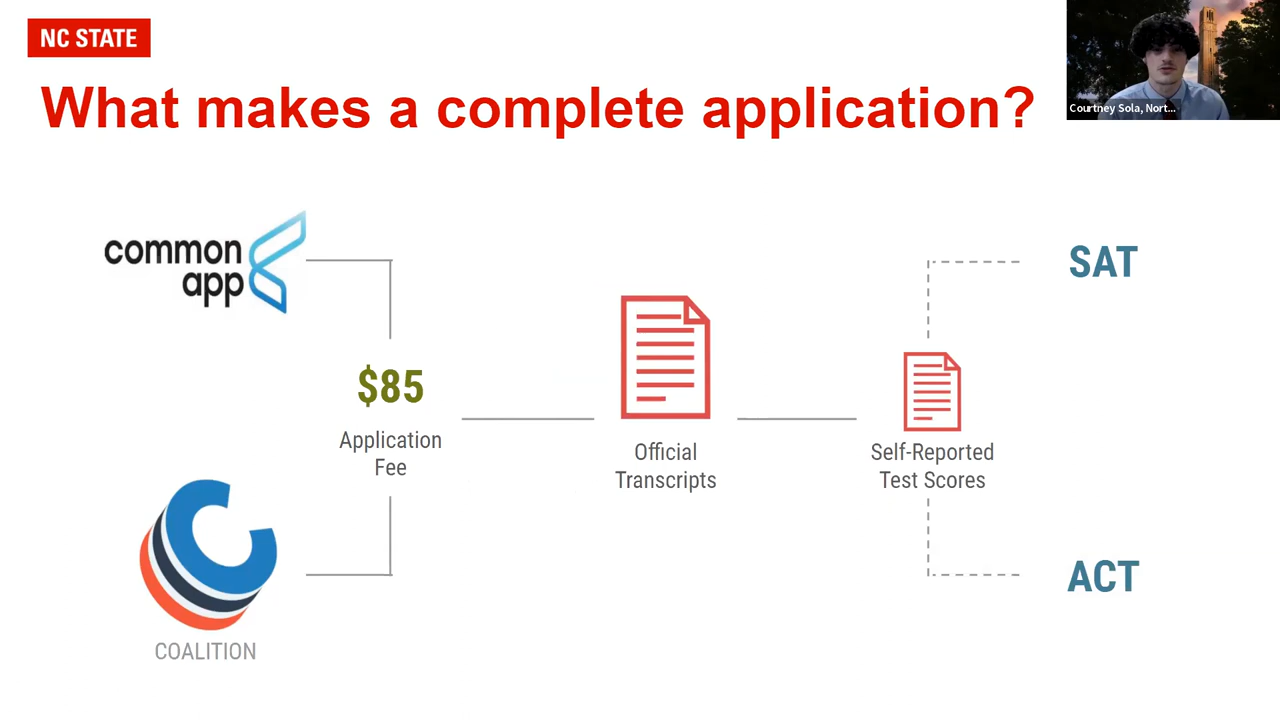 NC STATE
What makes a complete application?
Courtney Sola, Nort...
common
app
SAT
$85
Application
Fee
Official
Transcripts
Self-Reported
Test Scores
ACT
COALITION